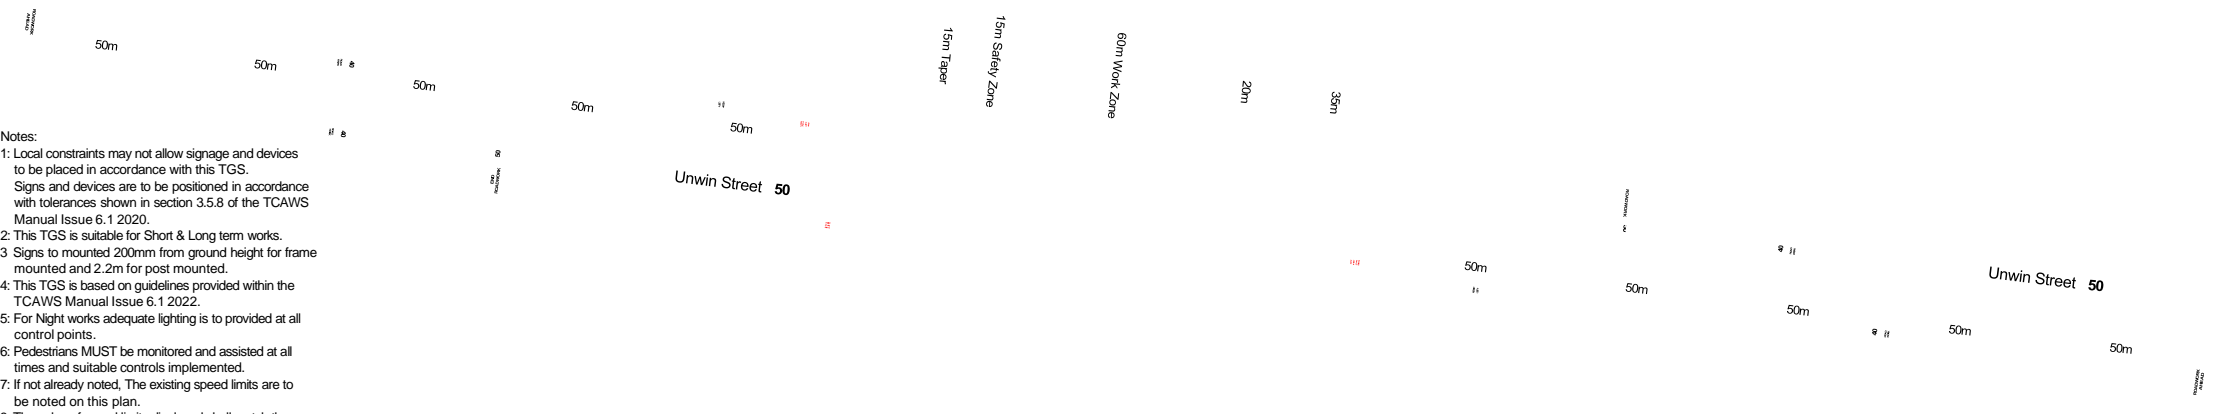 ROADWORK
AHEAD
50m
50m
50m
50m
50m
15m Taper
15m Safety Zone
60m Work Zone
20m
35m
Unwin Street 50
Notes:
1: Local constraints may not allow signage and devices
to be placed in accordance with this TGS.
Signs and devices are to be positioned in accordance
with tolerances shown in section 3.5.8 of the TCAWS
Manual Issue 6.1 2020.
2: This TGS is suitable for Short & Long term works.
3 Signs to mounted 200mm from ground height for frame
mounted and 2.2m for post mounted.
4: This TGS is based on guidelines provided within the
TCAWS Manual Issue 6.1 2022.
5: For Night works adequate lighting is to provided at all
control points.
6: Pedestrians MUST be monitored and assisted at all
times and suitable controls implemented.
7: If not already noted, The existing speed limits are to
be noted on this plan.
50m
50m
50m
50m
50m
Unwin Street 50
ROADWORK
AHEAD